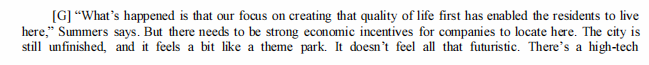 [G] “What’s happened is that our focus on creating that quality of life first has enabled the residents to live
here,” Summers says. But there needs to be strong economic incentives for companies to locate here. The city is
still unfinished, and it feels a bit like a theme park. It doesn’t feel all that futuristic. There’s a high-tech